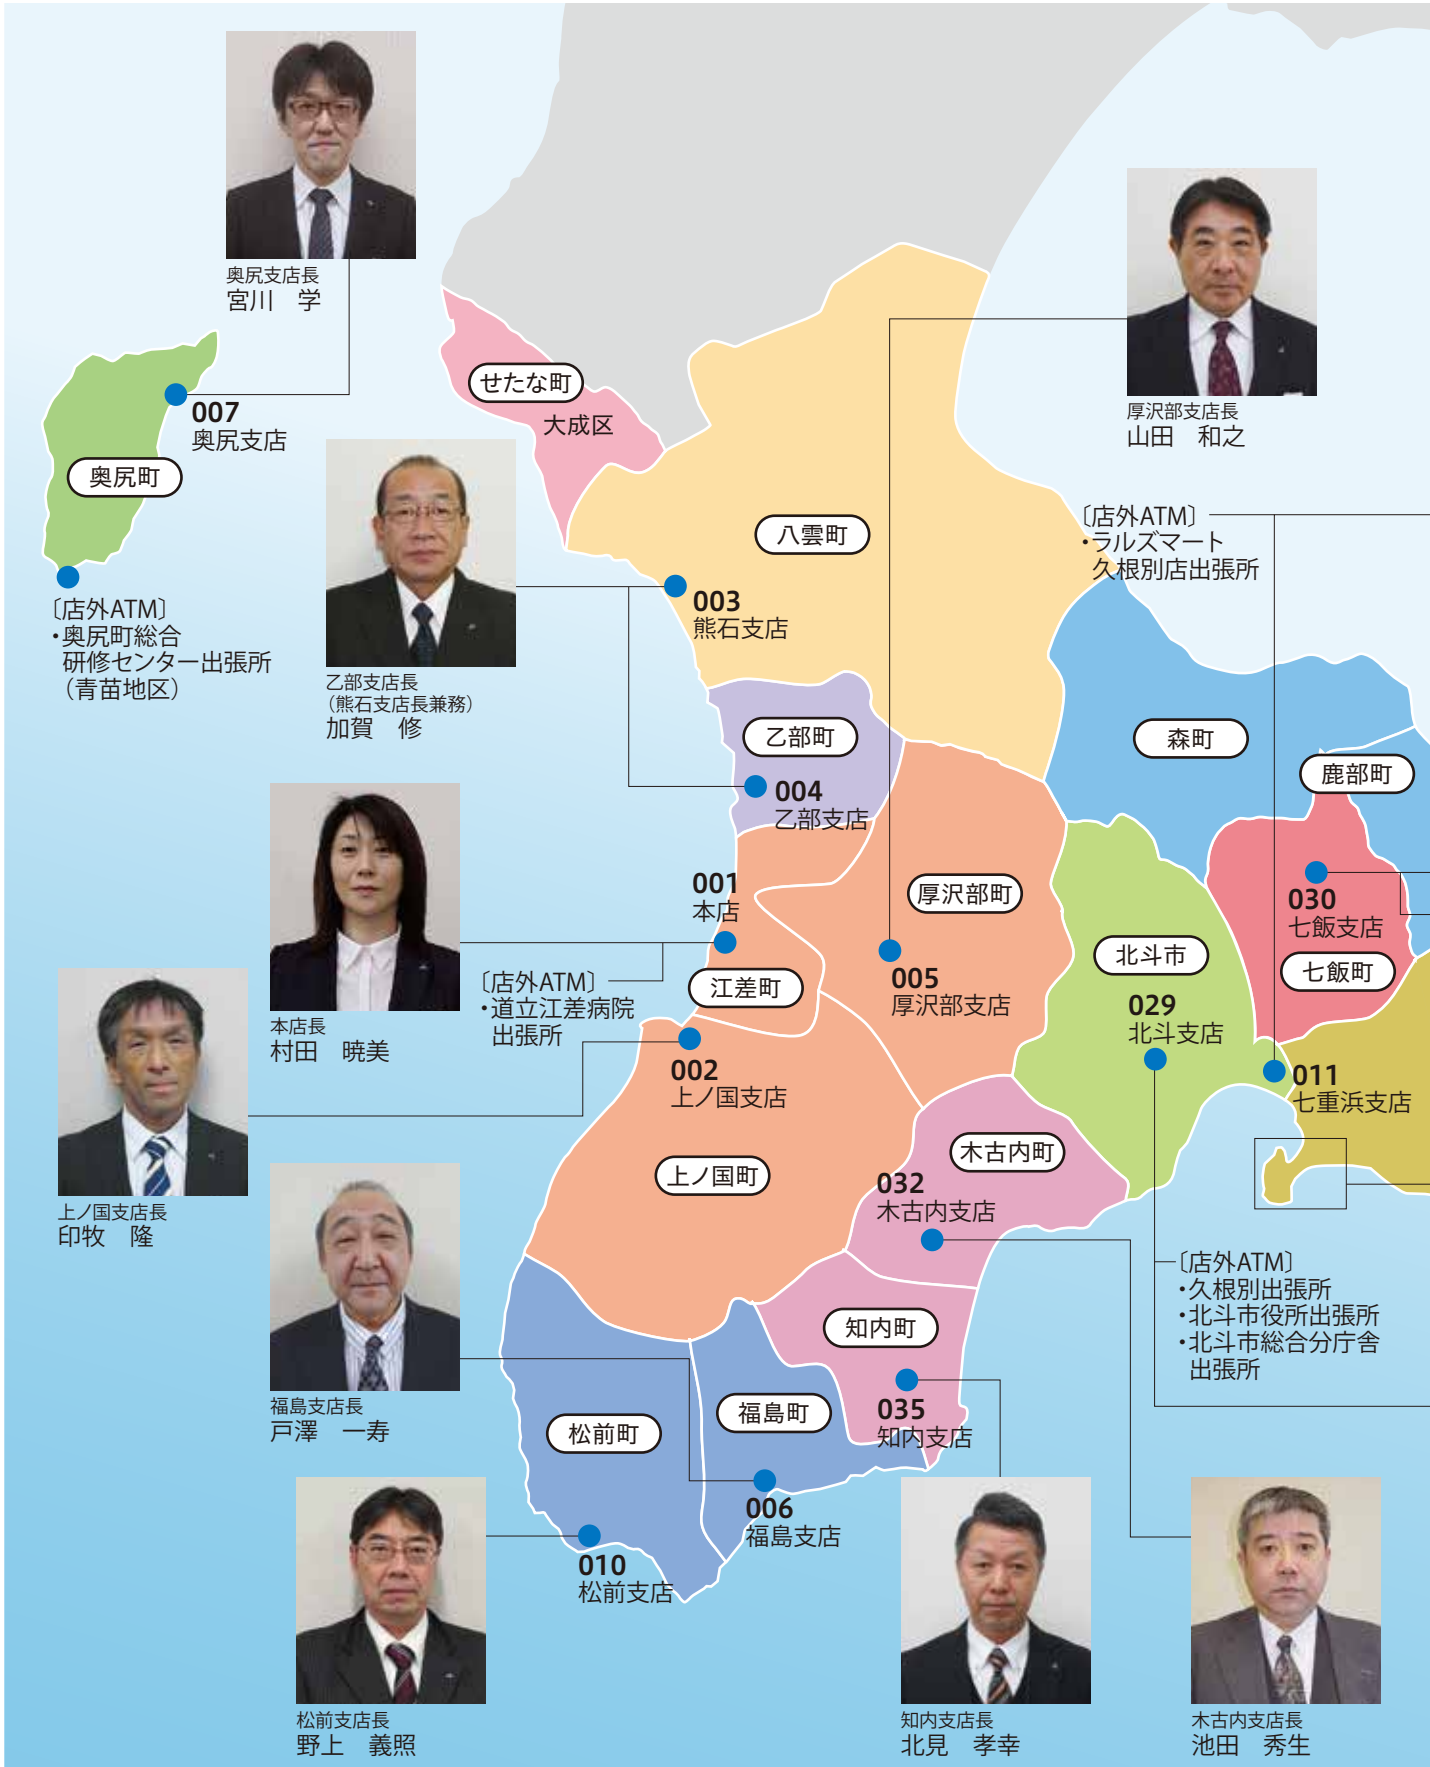 奥尻支店長
宮川　学
007
奥尻支店
奥尻町
〔店外ATM〕
・奥尻町総合
研修センター出張所
（青苗地区）
せたな町
大成区
厚沢部支店長
山田　和之
八雲町
〔店外ATM〕
・ラルズマート
久根別店出張所
003
熊石支店
乙部支店長
（熊石支店長兼務）
加賀　修
乙部町
004
乙部支店
森町
鹿部町
001
本店
江差町
〔店外ATM〕
・道立江差病院
出張所
本店長
村田　暁美
厚沢部町
005
厚沢部支店
030
七飯支店
七飯町
北斗市
029
北斗支店
011
七重浜支店
002
上ノ国支店
上ノ国町
上ノ国支店長
印牧　隆
木古内町
032
木古内支店
〔店外ATM〕
・久根別出張所
・北斗市役所出張所
・北斗市総合分庁舎
出張所
知内町
035
知内支店
福島支店長
戸澤　一寿
福島町
006
福島支店
松前町
010
松前支店
松前支店長
野上　義照
知内支店長
北見　孝幸
木古内支店長
池田　秀生